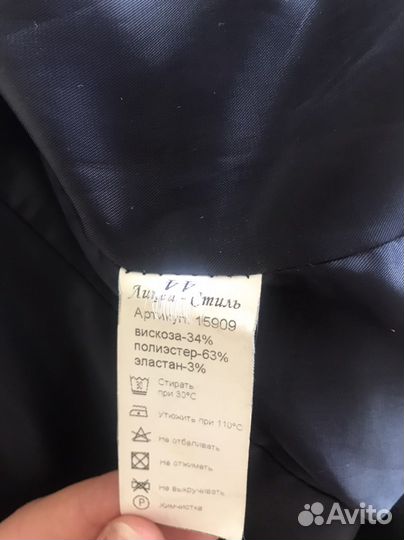 44
Стиль
Артикул: 15909
вискоза-34%
полиэстер-63%
эластан-3%
Стирать
при 30°С
утюжить при 110°С
Не отбеливать
Не отжимать
Не выкручивать
Химчистка
P
Avito